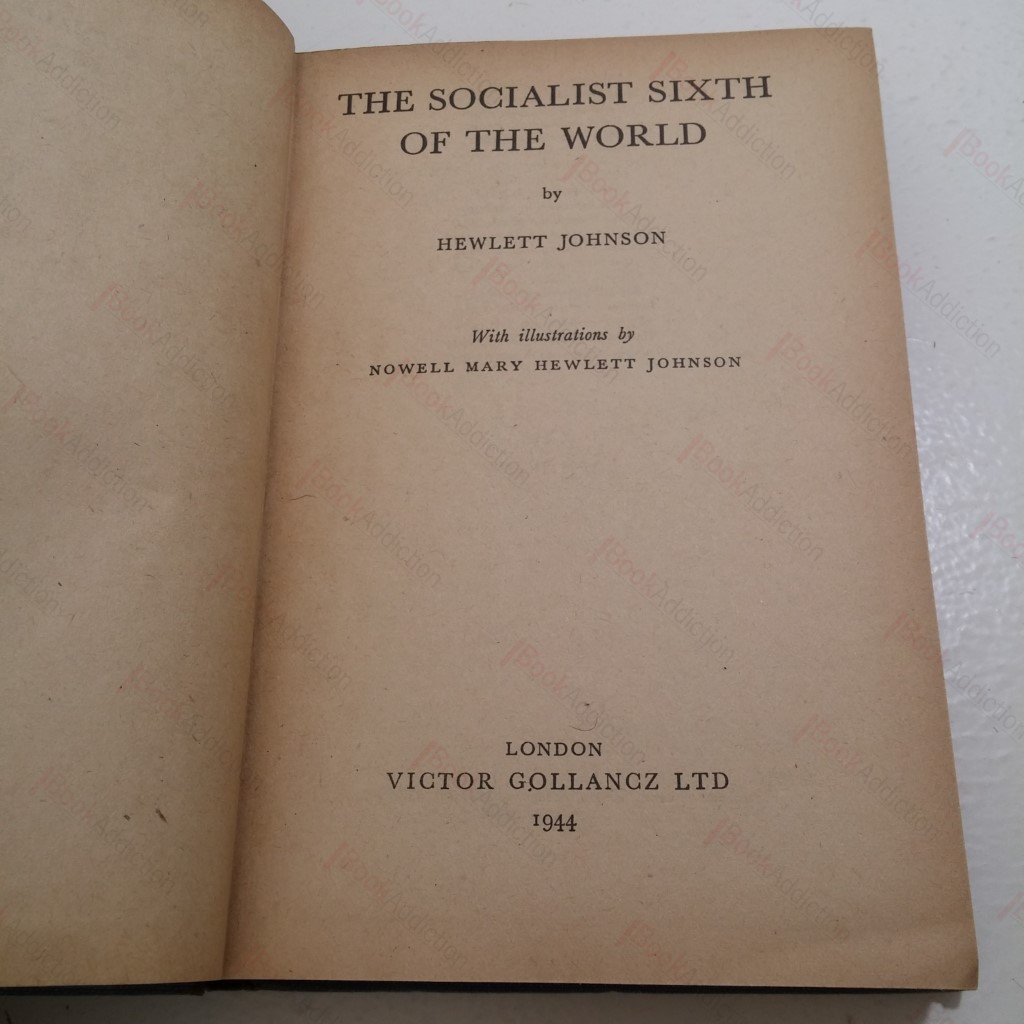 THE SOCIALIST SIXTH
OF THE WORLD
by
HEWLETT JOHNSON
With illustrations by
NOWELL MARY HEWLETT JOHNSON
LONDON
VICTOR GOLLANCZ LTD
1944
BookAddiction